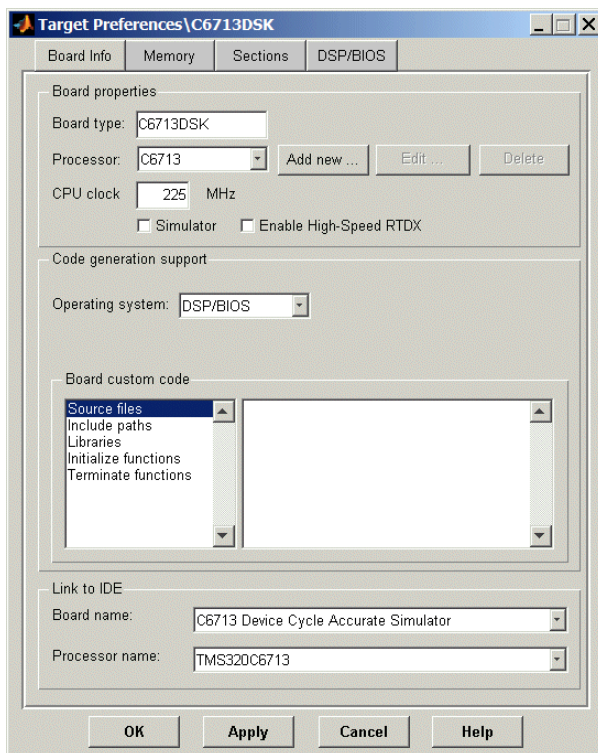 Target Preferences\C6713DSK
Board Info Memory Sections DSP/BIOS
Board properties
Board type: C6713DSK
Processor: C6713 Add new ... Edit ... Delete
CPU clock 225 MHz
Simulator Enable High-Speed RTDX
Code generation support
Operating system: DSP/BIOS
Board custom code
Source files
Include paths
Libraries
Initialize functions
Terminate functions
Link to IDE
Board name: C6713 Device Cycle Accurate Simulator
Processor name: TMS320C6713
OK Apply Cancel Help